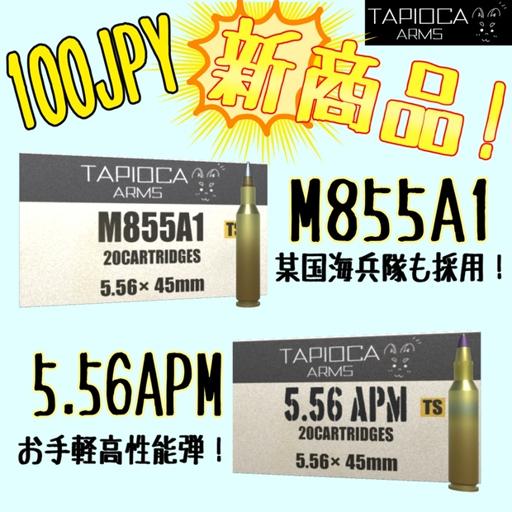 100JPY
新商品！
TAPIOCA
ARMS
TAPIOCA
ARMS
M855A1
TS
20CARTRIDGES
5.56×45mm
M855A1
某国海兵隊も採用！
5.56APM
お手軽高性能弾！
TAPIOCA
ARMS
5.56 APM
TS
20CARTRIDGES
5.56×45mm